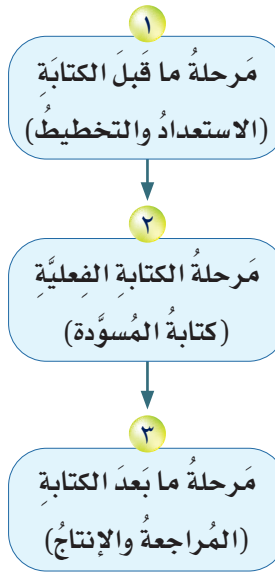 ١
مَرحلةُ ما قَبلَ الكتابَةِ
(الاستعدادُ والتخطيطُ)
٢
مَرحلةُ الكتابةِ الفِعليَّةِ
(كتابةُ المُسوَّدة)
٣
مَرحلةُ ما بَعدَ الكتابةِ
(المُراجعةُ والإنتاجُ)